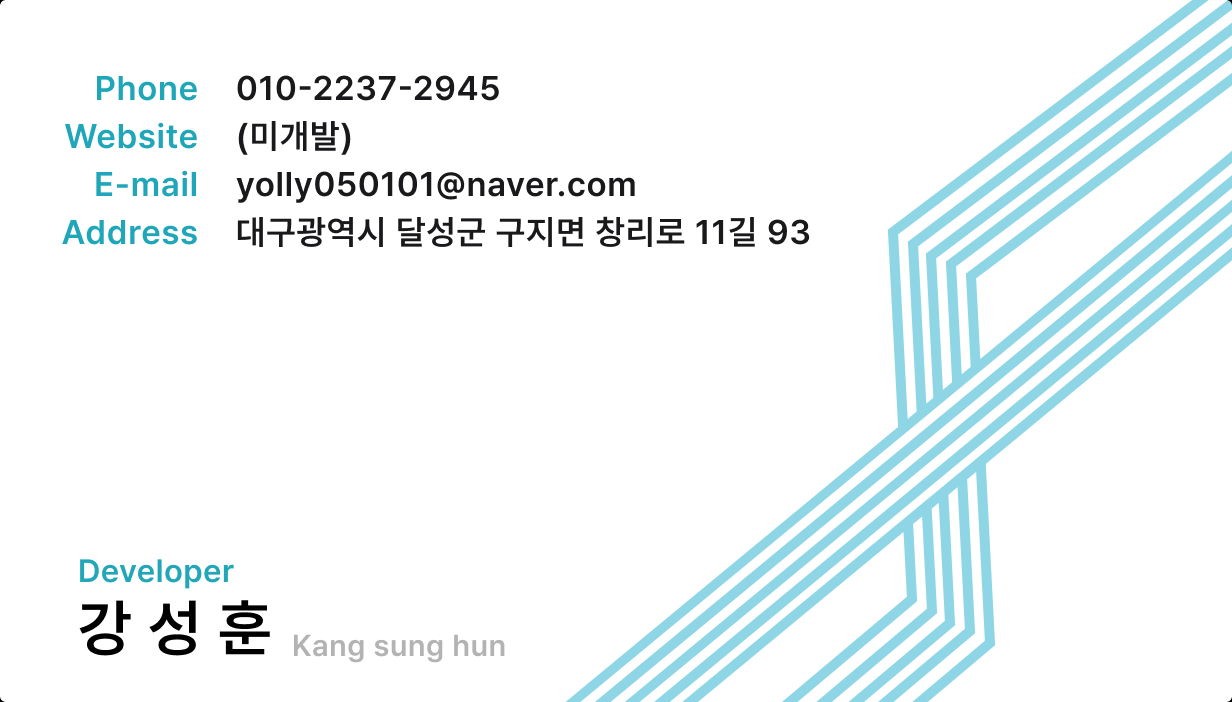 Phone 010-2237-2945
Website (미개발)
E-mail yolly050101@naver.com
Address 대구광역시 달성군 구지면 창리로 11길 93
Developer
강 성 훈 Kang sung hun